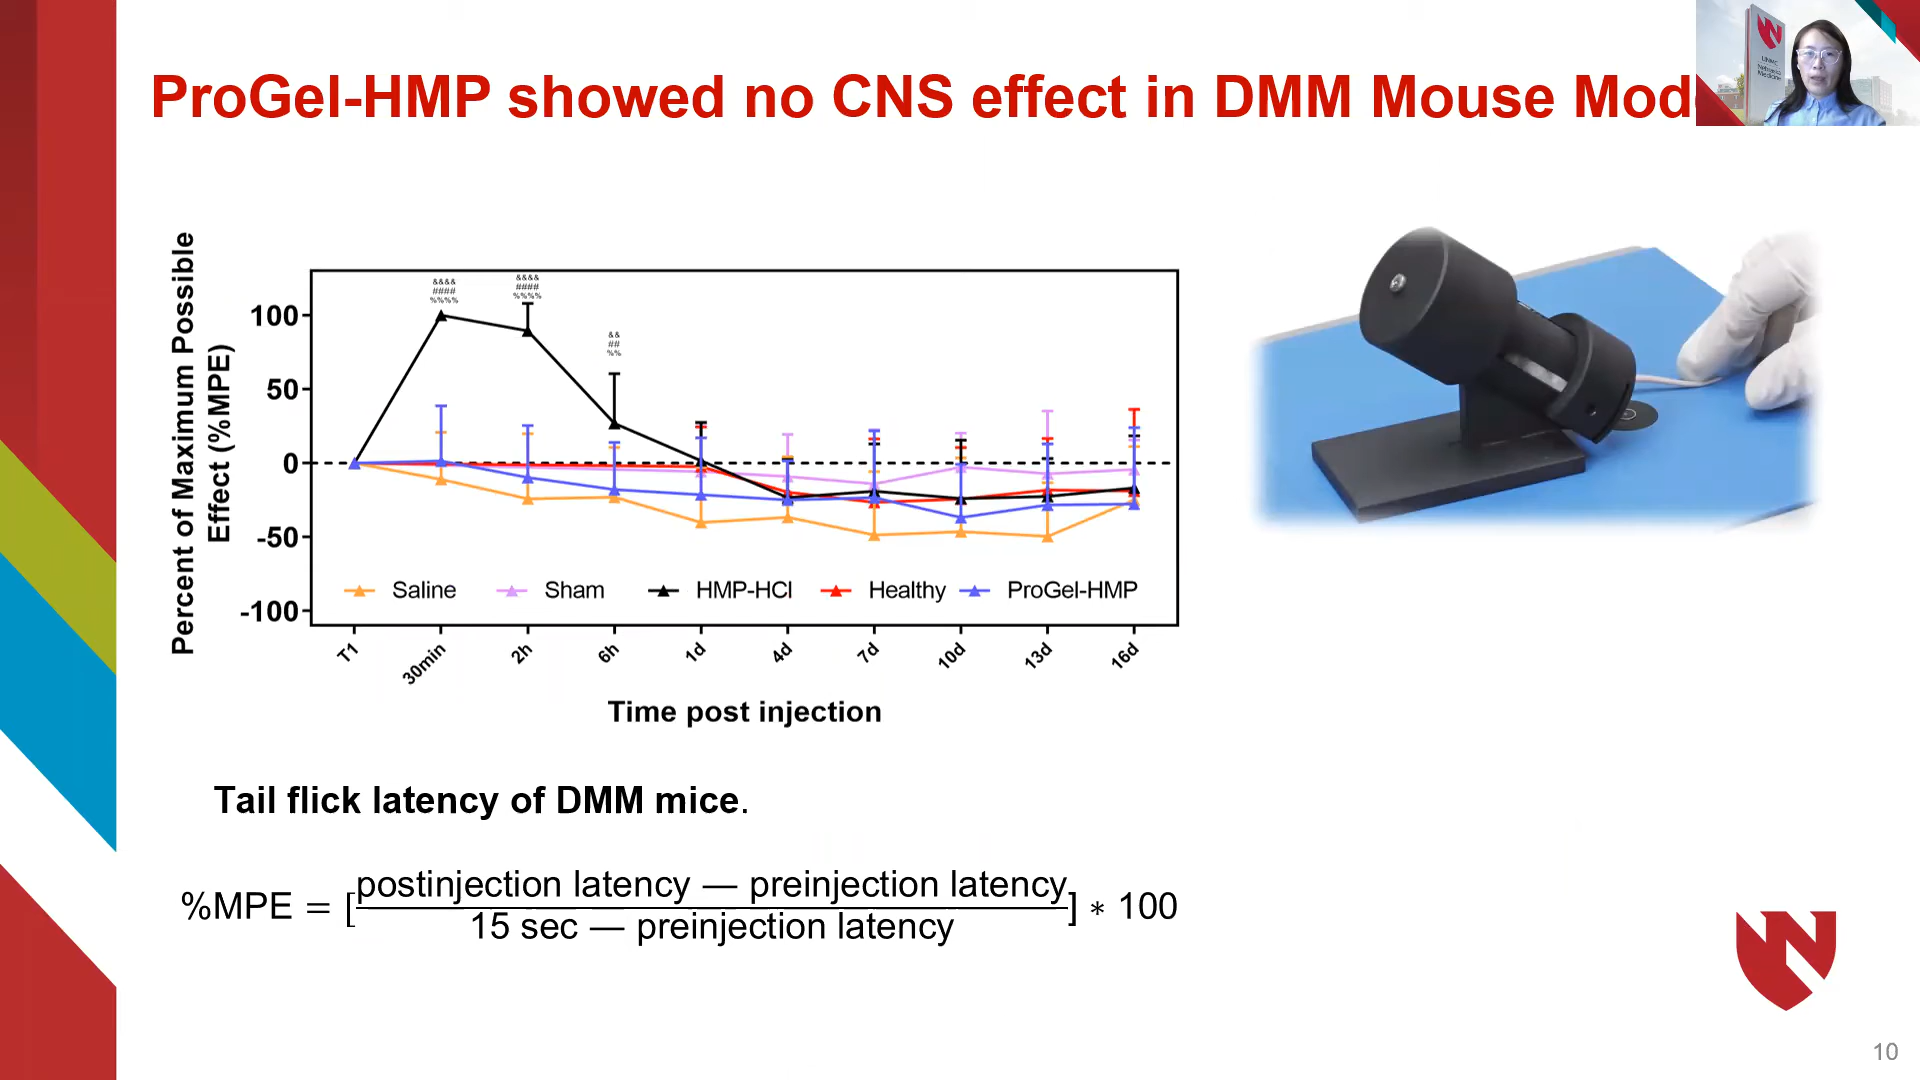 ProGel-HMP showed no CNS effect in DMM Mouse Mod
Percent of Maximum Possible
Effect (%MPE)
100
50
0
-50
-100
&&&&
####
%%%%
&&&&
####
%%%%
&&
##
%%
Saline Sham HMP-HCl Healthy ProGel-HMP
T1 30min 2h 6h 1d 4d 7d 10d 13d 16d
Time post injection
Tail flick latency of DMM mice.
%MPE = [postinjection latency — preinjection latency
15 sec — preinjection latency] * 100
10